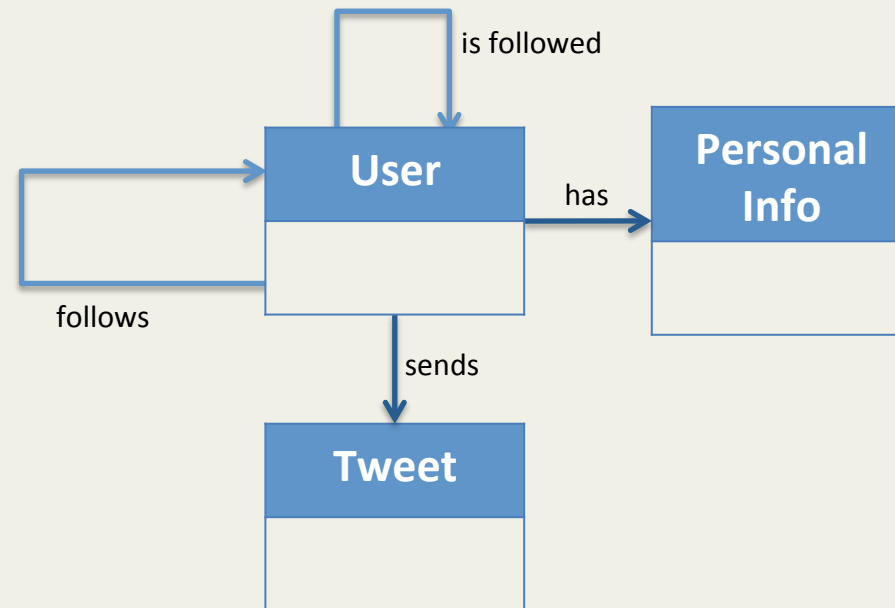 is followed
User
Personal
Info
has
follows
sends
Tweet